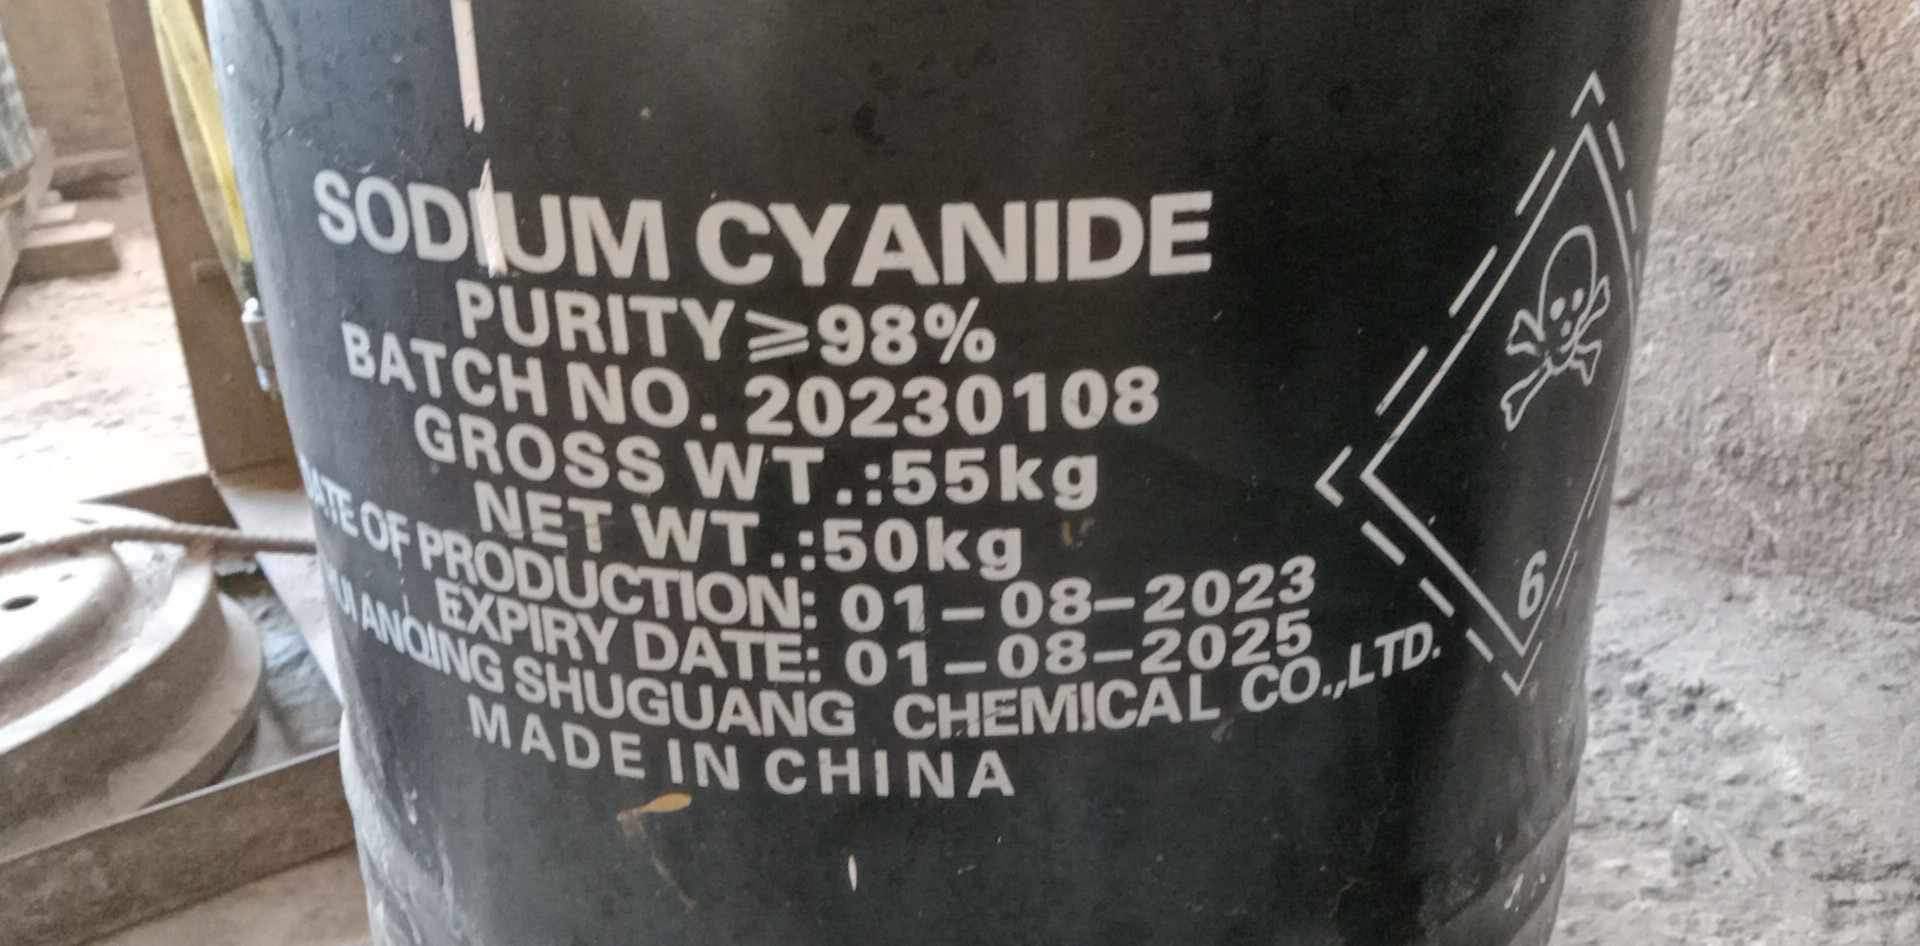 SODIUM CYANIDE
PURITY≥98%
BATCH NO. 20230108
GROSS WT.:55kg
NET WT.:50kg
ATE OF PRODUCTION: 01-08-2023
EXPIRY DATE: 01-08-2025
UI ANQING SHUGUANG CHEMICAL CO.,LTD.
MADE IN CHINA
6